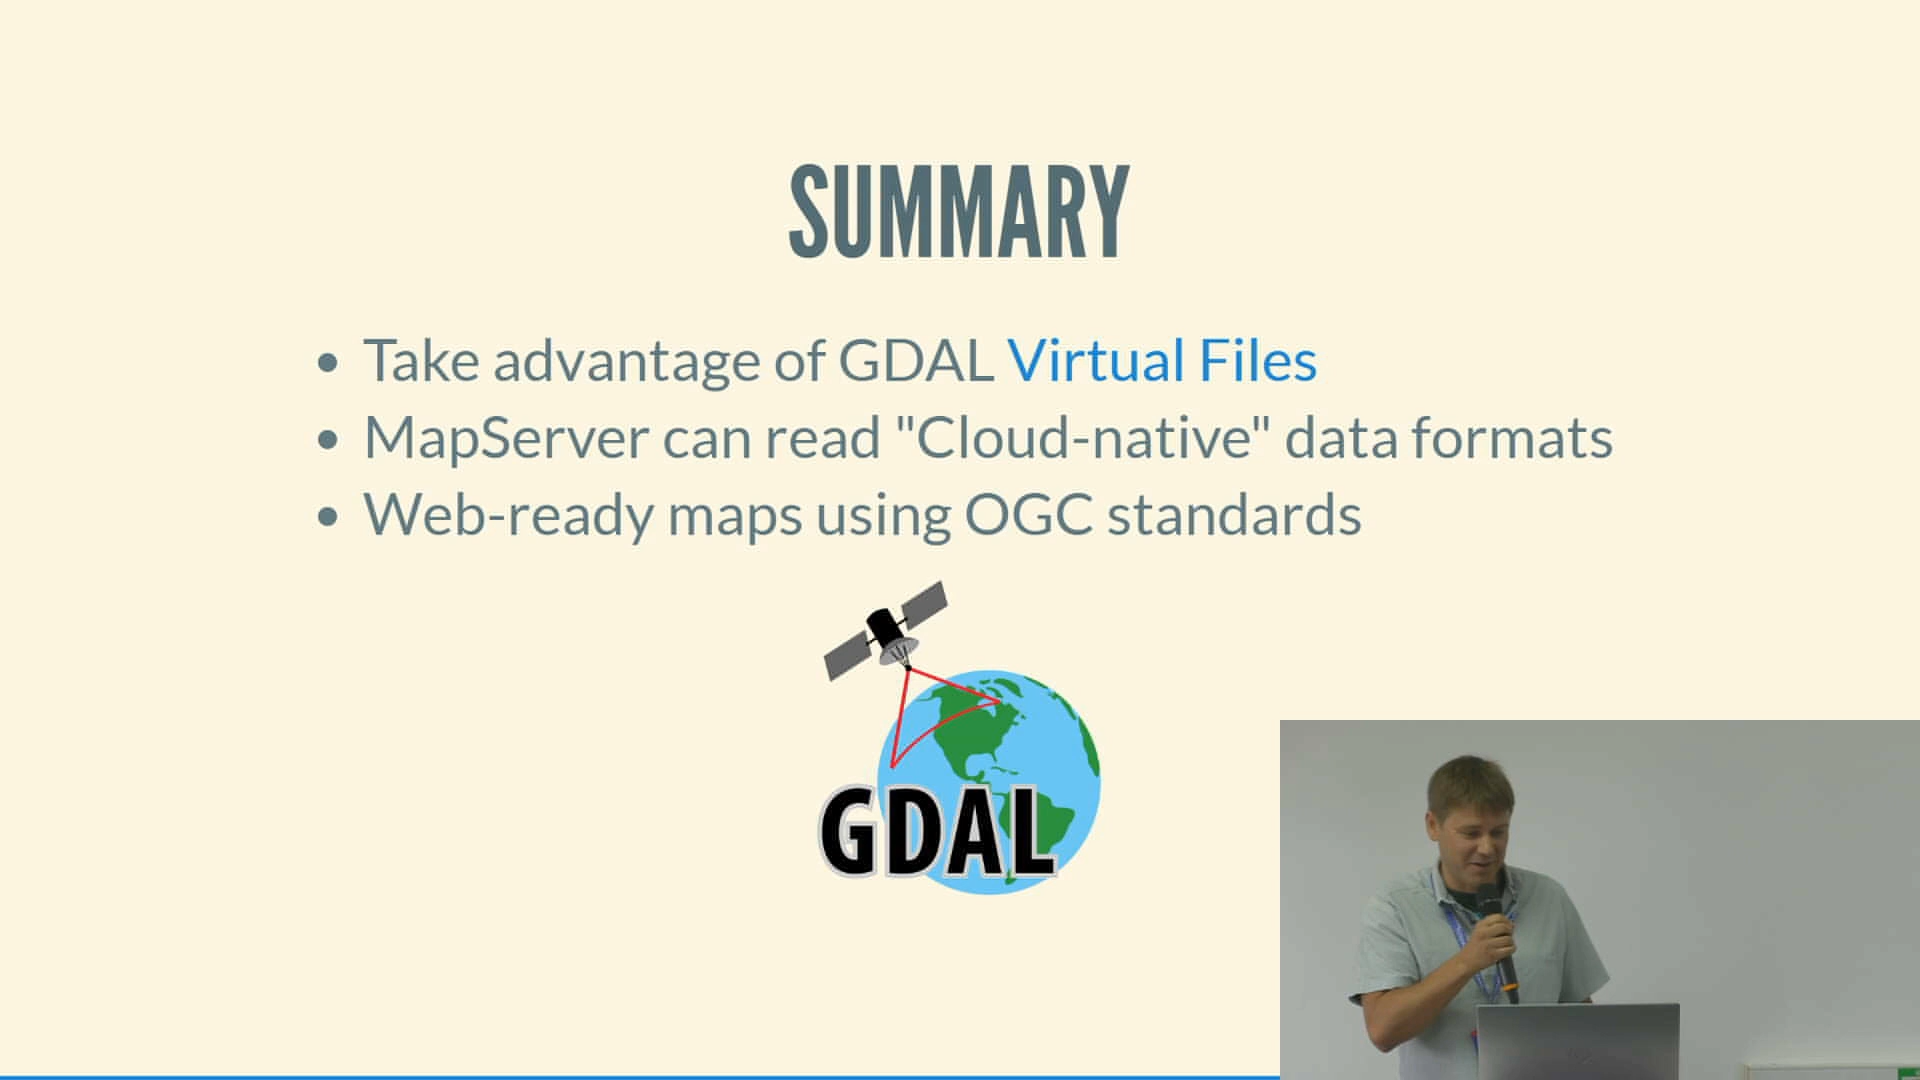 SUMMARY
Take advantage of GDAL Virtual Files
MapServer can read "Cloud-native" data formats
Web-ready maps using OGC standards
GDAL